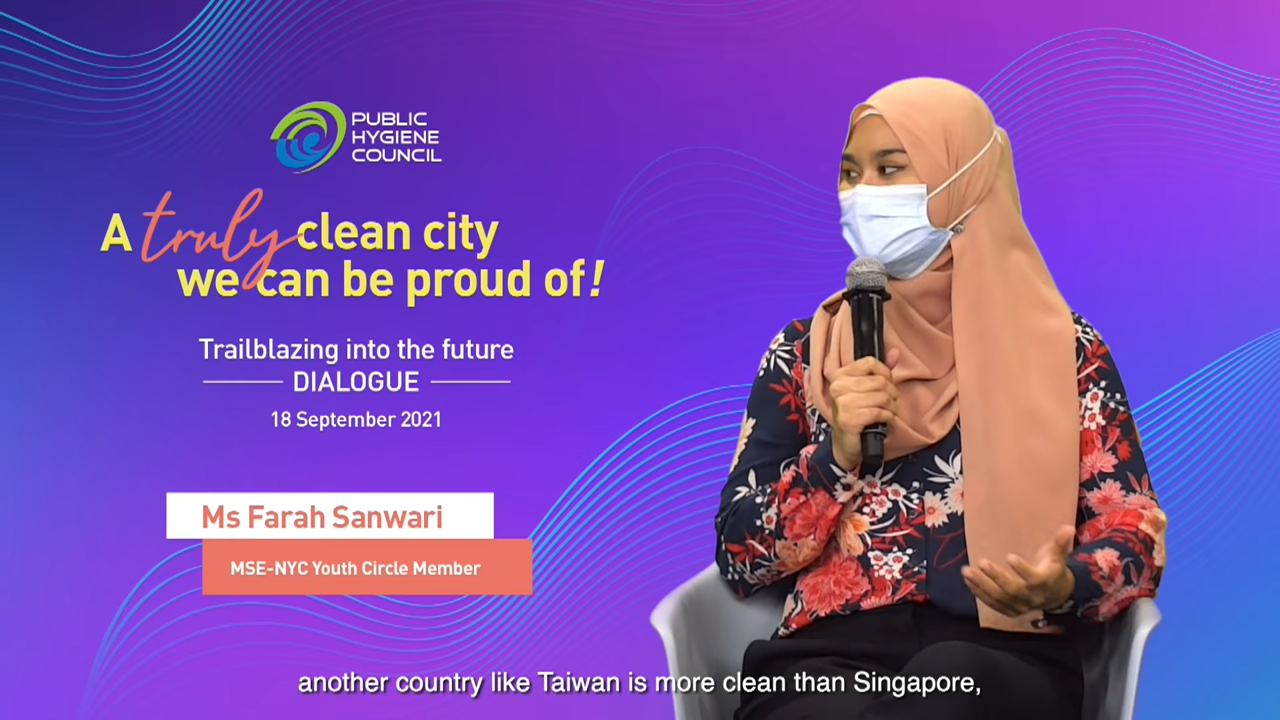 PUBLIC
HYGIENE
COUNCIL
A truly clean city
we can be proud of!
Trailblazing into the future
DIALOGUE
18 September 2021
Ms Farah Sanwari
MSE-NYC Youth Circle Member
another country like Taiwan is more clean than Singapore,